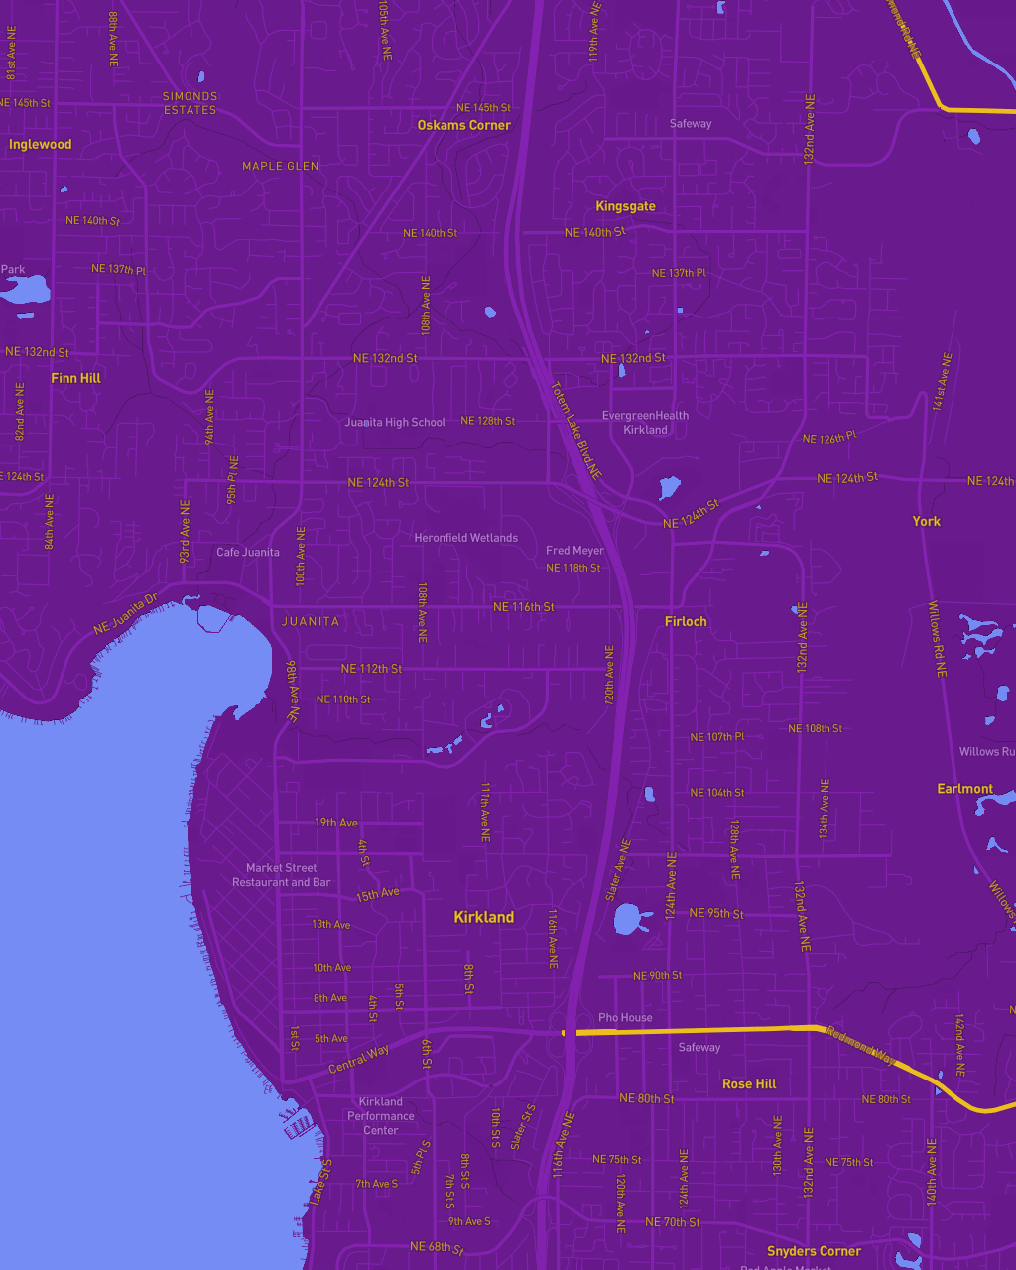 81st Ave NE
88th Ave NE
105th Ave NE
119th Ave NE
SIMONDS
ESTATES
NE 145th St
NE 145th St
Oskams Corner
Safeway
132nd Ave NE
Inglewood
MAPLE GLEN
Kingsgate
NE 140th St
NE 140th St
NE 140th St
Park
NE 137th Pl
NE 137th Pl
108th Ave NE
NE 132nd St
NE 132nd St
NE 132nd St
Finn Hill
141st Ave NE
82nd Ave NE
94th Ave NE
Juanita High School
NE 128th St
Totem Lake Blvd NE
EvergreenHealth
Kirkland
NE 126th Pl
E 124th St
95th Pl NE
NE 124th St
NE 124th St
NE 124th
84th Ave NE
93rd Ave NE
NE 124th St
York
Heronfield Wetlands
Cafe Juanita
100th Ave NE
Fred Meyer
NE 118th St
NE Juanita Dr
108th Ave NE
NE 116th St
JUANITA
Firloch
132nd Ave NE
Willows Rd NE
NE 112th St
120th Ave NE
98th Ave NE
NE 110th St
NE 107th Pl
NE 108th St
Willows Ru
111th Ave NE
NE 104th St
134th Ave NE
Earlmont
19th Ave
4th St
128th Ave NE
Market Street
Restaurant and Bar
Slater Ave NE
124th Ave NE
15th Ave
132nd Ave NE
Willows
Kirkland
116th Ave NE
NE 95th St
13th Ave
10th Ave
8th St
NE 90th St
8th Ave
4th St
5th St
Pho House
1st St
5th Ave
Central Way
6th St
Safeway
Redmond Way
142nd Ave NE
Rose Hill
NE 80th St
NE 80th St
Kirkland
Performance
Center
10th St S
Slater St S
116th Ave NE
5th Pl S
8th St S
NE 75th St
130th Ave NE
132nd Ave NE
NE 75th St
140th Ave NE
Lake St S
7th Ave S
7th St S
120th Ave NE
124th Ave NE
9th Ave S
NE 70th St
NE 68th St
Snyders Corner
Red Apple Market